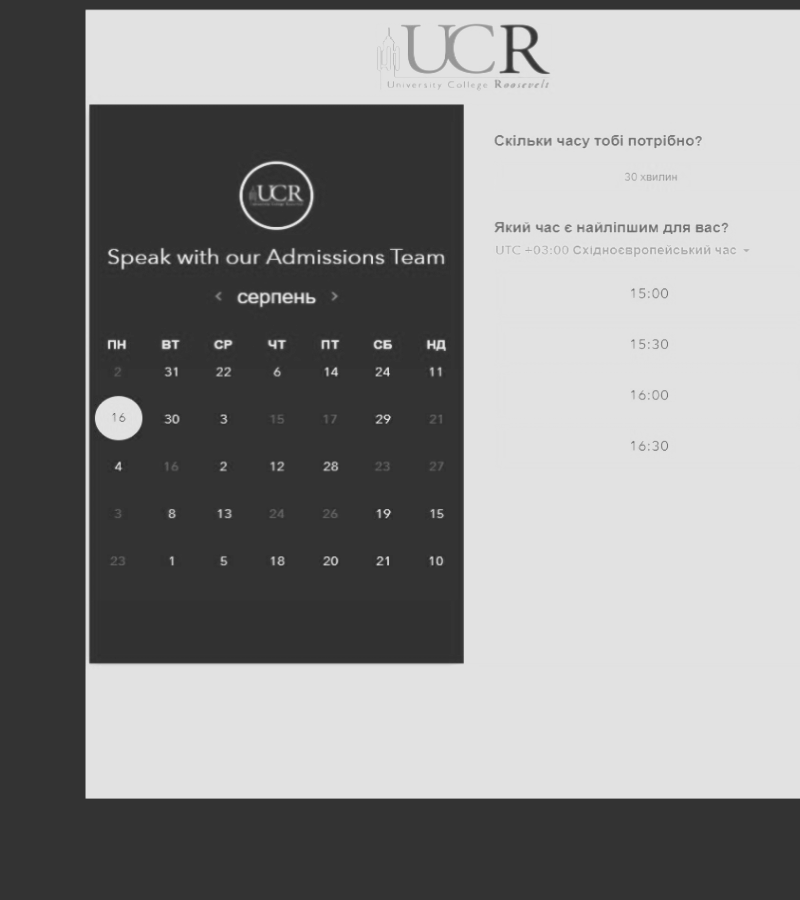 UCR
University College Roosevelt
UCR
Speak with our Admissions Team
< серпень >
ПН ВТ СР ЧТ ПТ СБ НД
2 31 22 6 14 24 11
16 30 3 15 17 29 21
4 16 2 12 28 23 27
3 8 13 24 26 19 15
23 1 5 18 20 21 10
Скільки часу тобі потрібно?
30 хвилин
Який час є найліпшим для вас?
UTC +03:00 Східноєвропейський час
15:00
15:30
16:00
16:30